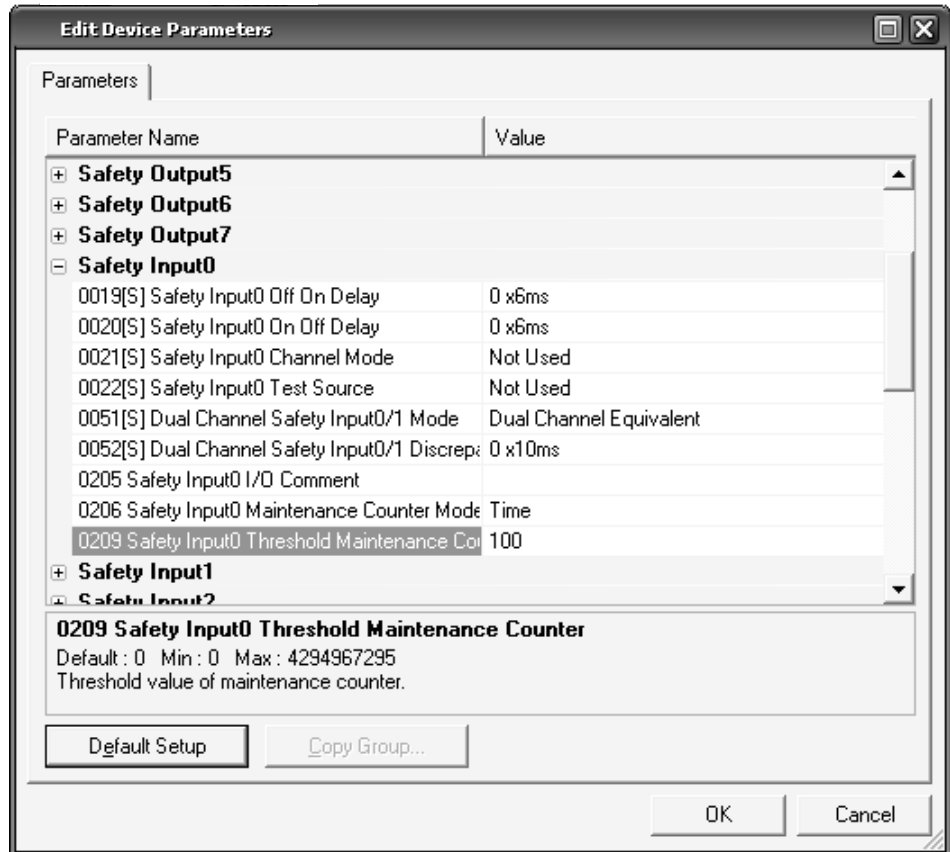 Edit Device Parameters
Parameters
Parameter Name Value
Safety Output5
Safety Output6
Safety Output7
Safety Input0
0019[S] Safety Input0 Off On Delay 0 x6ms
0020[S] Safety Input0 On Off Delay 0 x6ms
0021[S] Safety Input0 Channel Mode Not Used
0022[S] Safety Input0 Test Source Not Used
0051[S] Dual Channel Safety Input0/1 Mode Dual Channel Equivalent
0052[S] Dual Channel Safety Input0/1 Discrepa 0 x10ms
0205 Safety Input0 I/O Comment
0206 Safety Input0 Maintenance Counter Mode Time
0209 Safety Input0 Threshold Maintenance Cou 100
Safety Input1
Safety Input2
0209 Safety Input0 Threshold Maintenance Counter
Default : 0 Min : 0 Max : 4294967295
Threshold value of maintenance counter.
Default Setup Copy Group...
OK Cancel